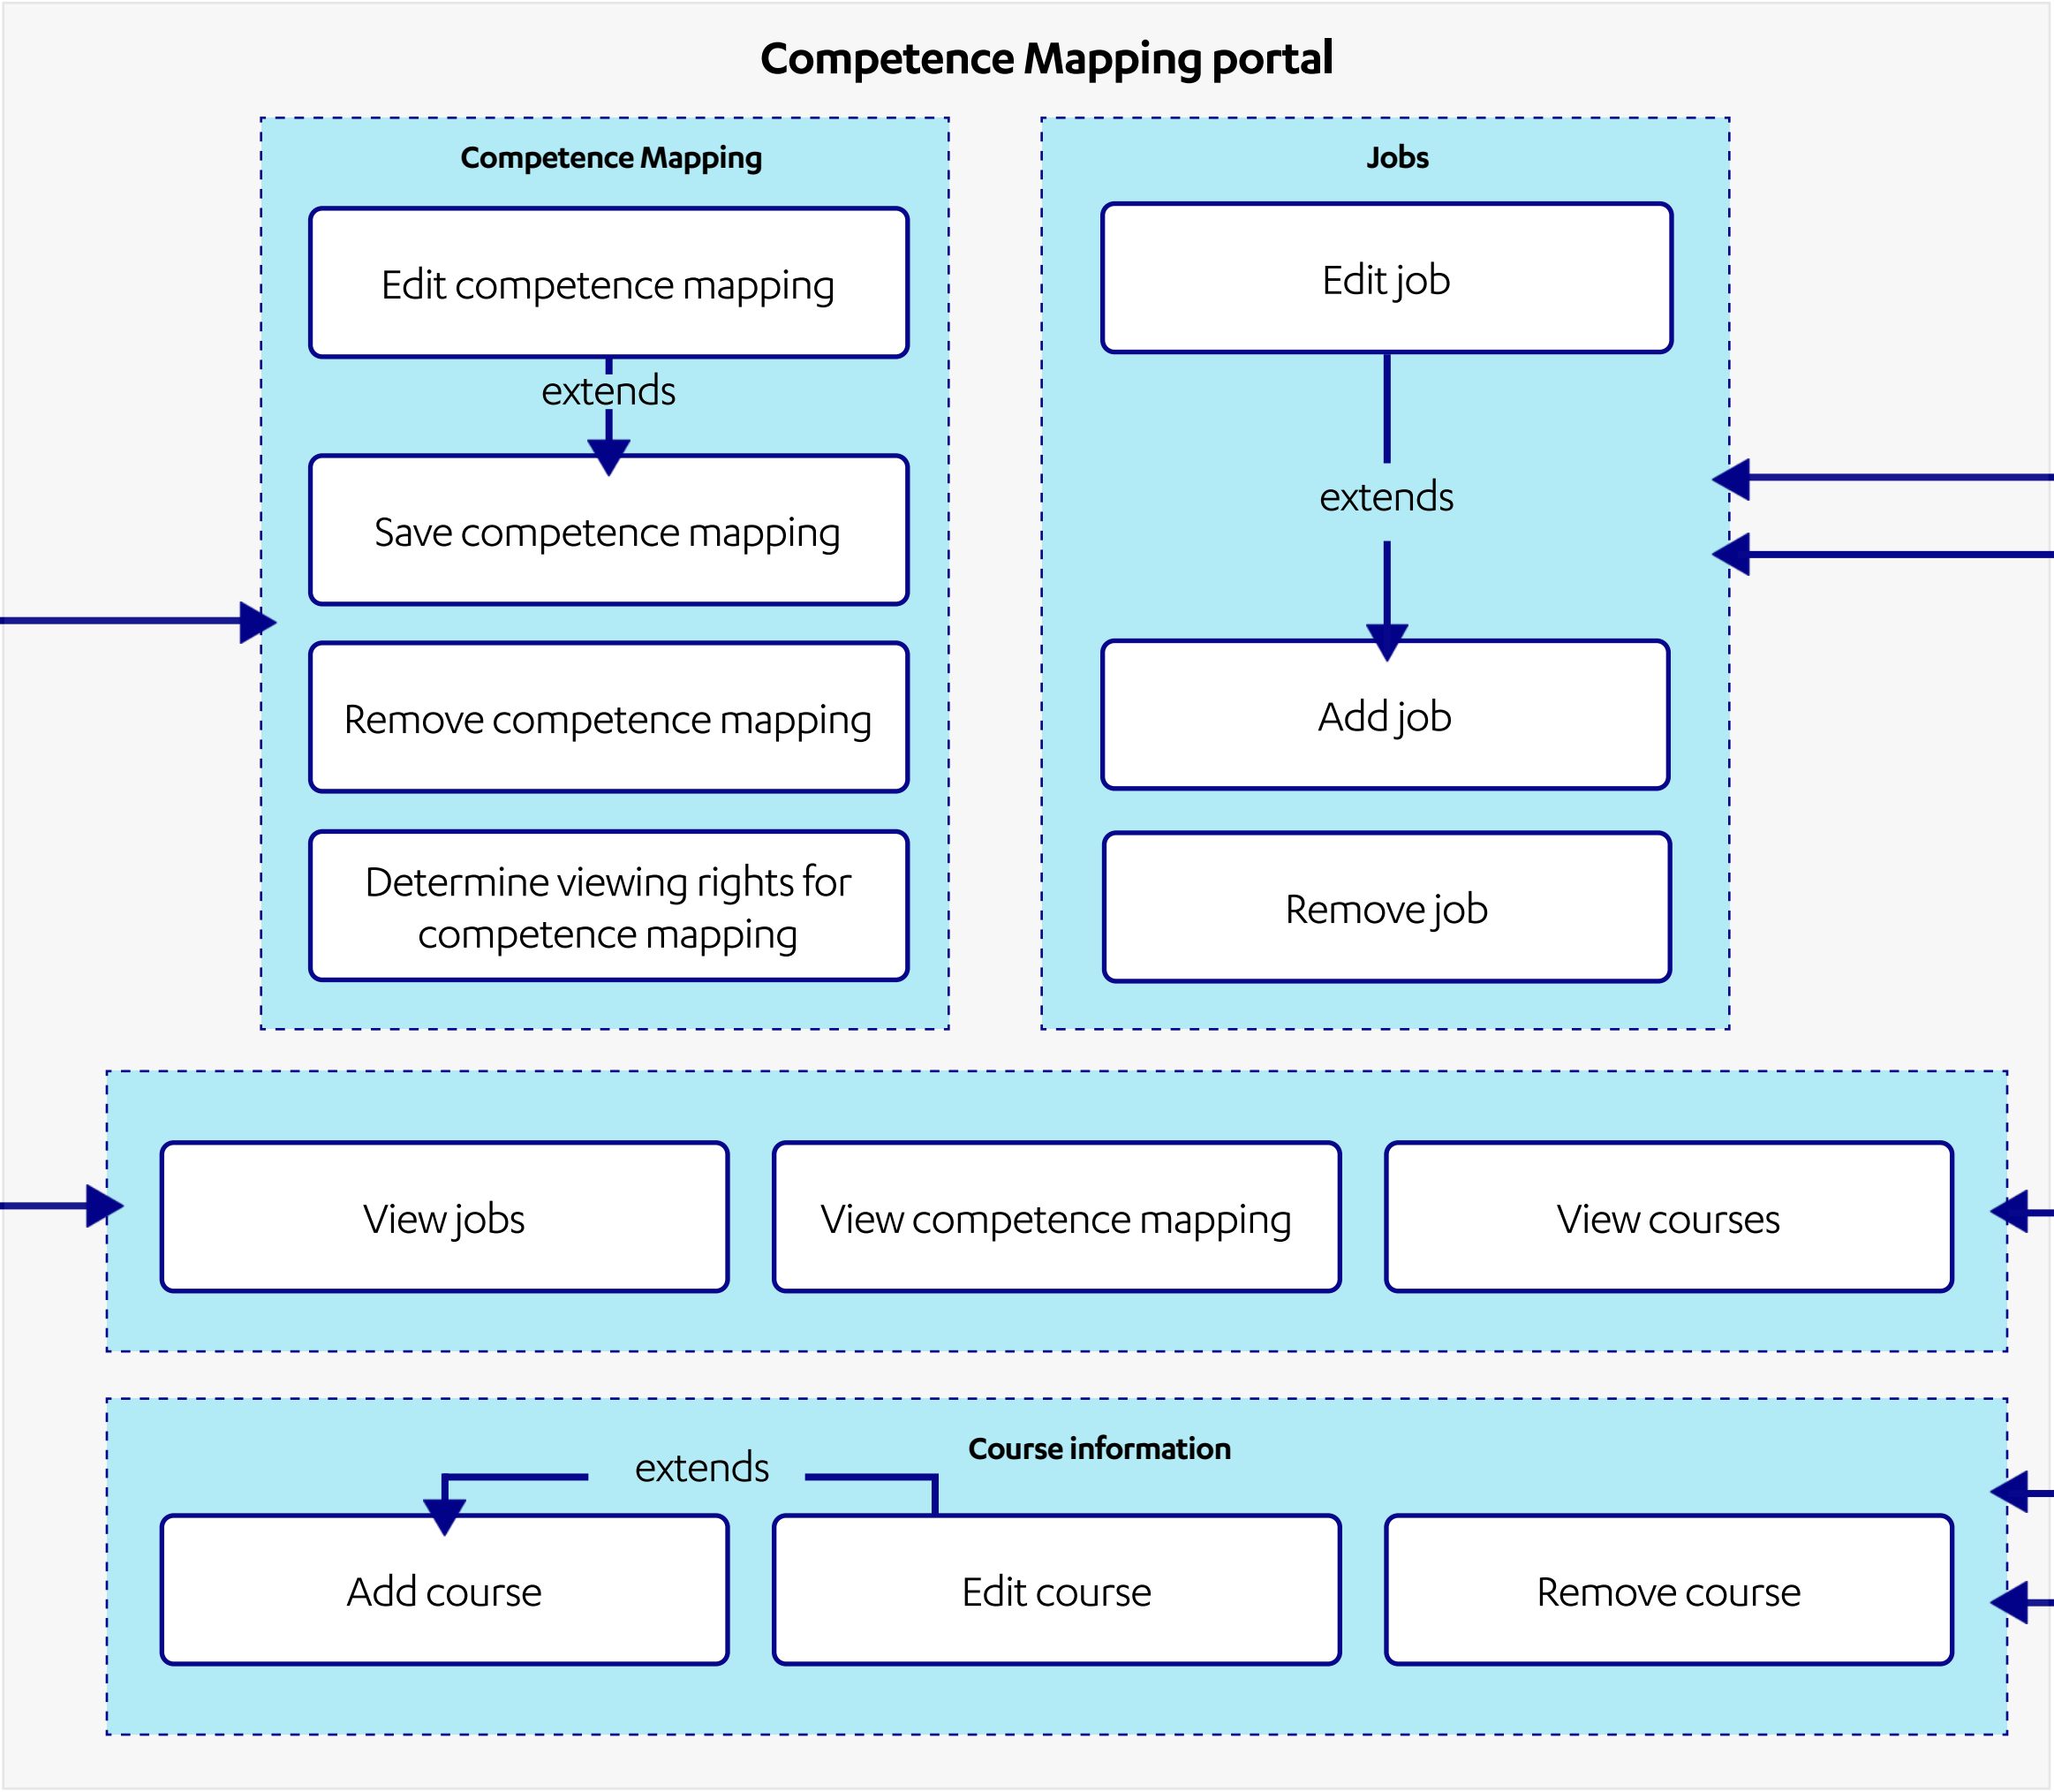 Competence Mapping portal
Competence Mapping
Edit competence mapping
extends
Save competence mapping
Remove competence mapping
Determine viewing rights for
competence mapping
Jobs
Edit job
extends
Add job
Remove job
View jobs
View competence mapping
View courses
Course information
extends
Add course
Edit course
Remove course